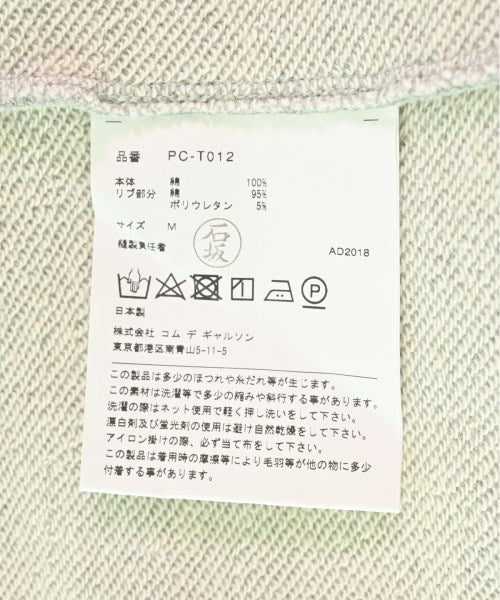 品番 PC-T012
本体 綿 100%
リブ部分 綿 95%
ポリウレタン 5%
サイズ M
縫製責任者 石坂 AD2018
日本製
株式会社 コム デ ギャルソン
東京都港区南青山5-11-5
この製品は多少のほつれや糸だれ等が生じます。
この素材は洗濯等で多少の縮みや斜行する事があります。
洗濯の際はネット使用で軽く押し洗いをして下さい。
漂白剤及び蛍光剤の使用は避け自然乾燥をして下さい。
アイロン掛けの際、必ず当て布をして下さい。
この製品は着用時の摩擦等により毛羽等が他の物に多少
付着する事があります。